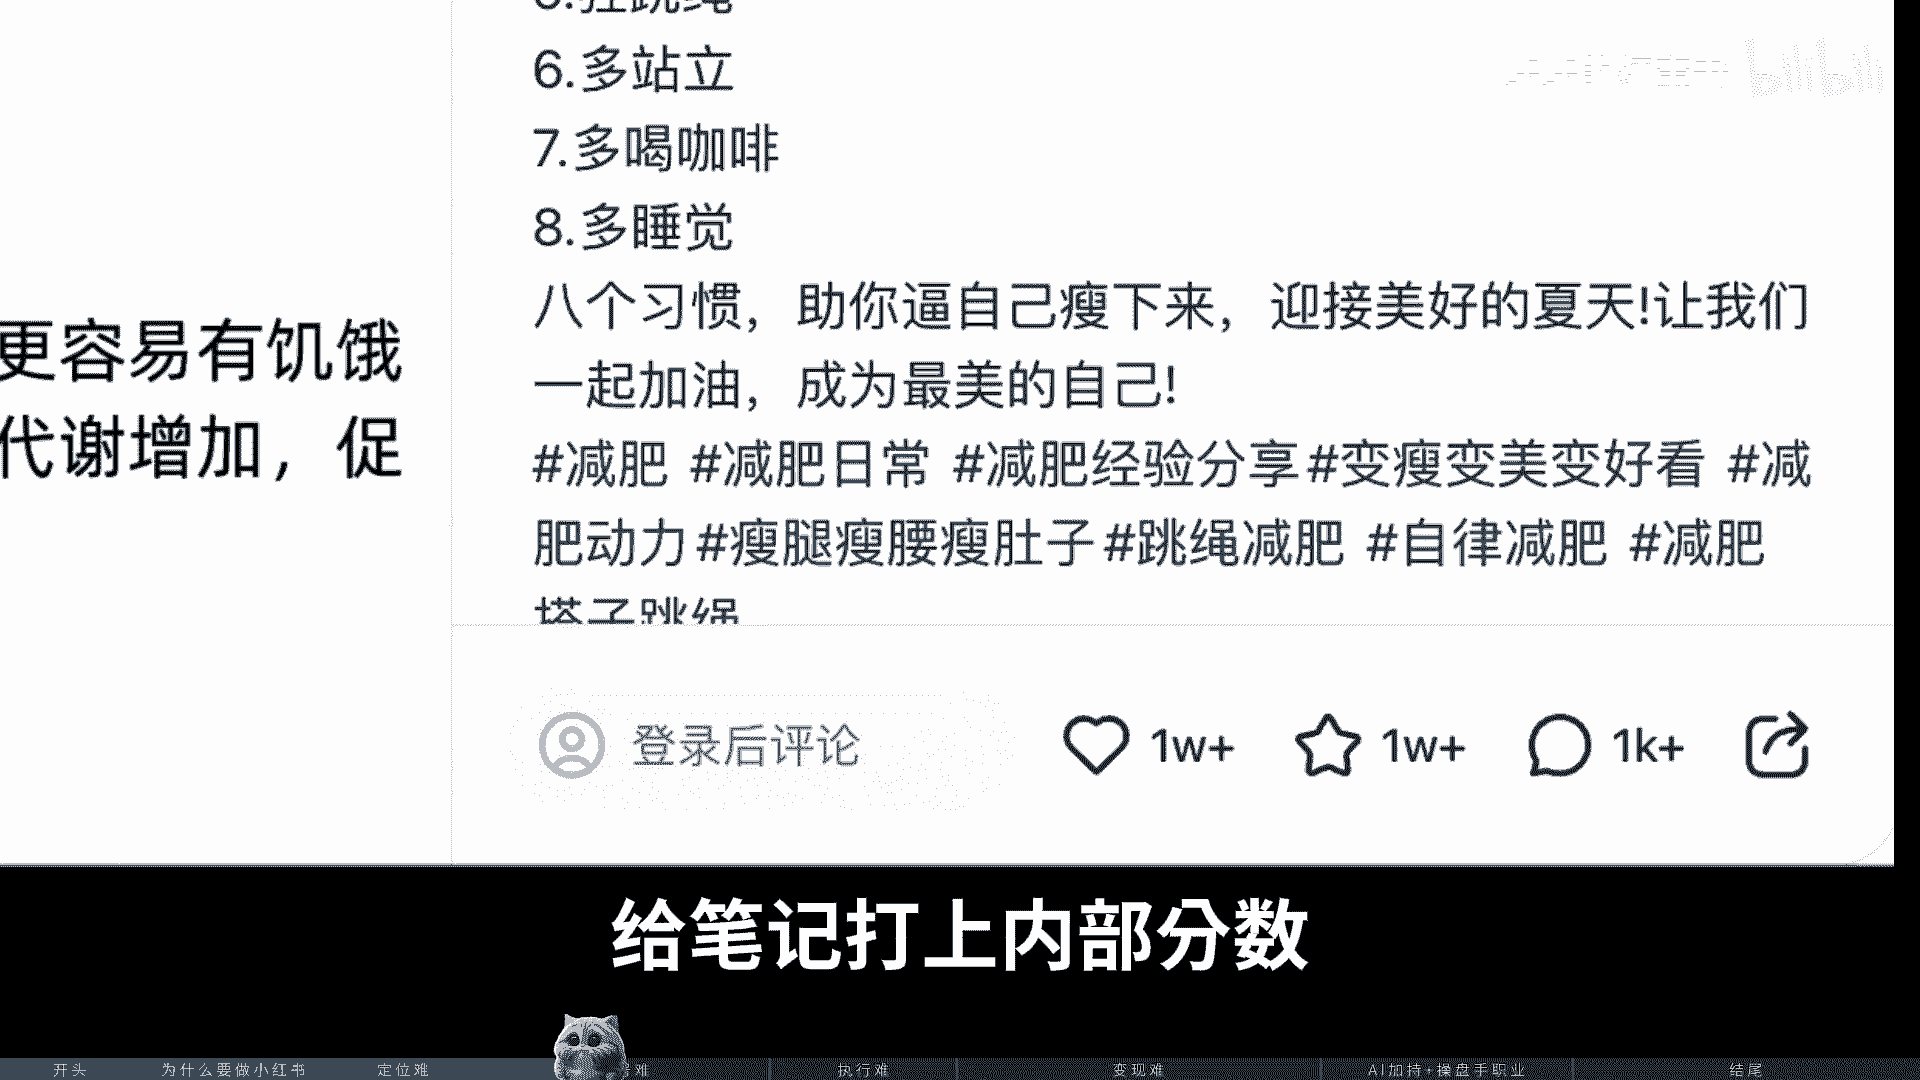 6.多站立
7.多喝咖啡
8.多睡觉
八个习惯，助你逼自己瘦下来，迎接美好的夏天!让我们
一起加油，成为最美的自己!
#减肥 #减肥日常 #减肥经验分享#变瘦变美变好看 #减
肥动力#瘦腿瘦腰瘦肚子#跳绳减肥 #自律减肥 #减肥
搭子跳绳
更容易有饥饿
代谢增加，促
登录后评论 1w+ 1w+ 1k+
bilibili
给笔记打上内部分数
开头 为什么要做小红书 定位难 难 执行难 变现难 AI加持+操盘手职业 结尾